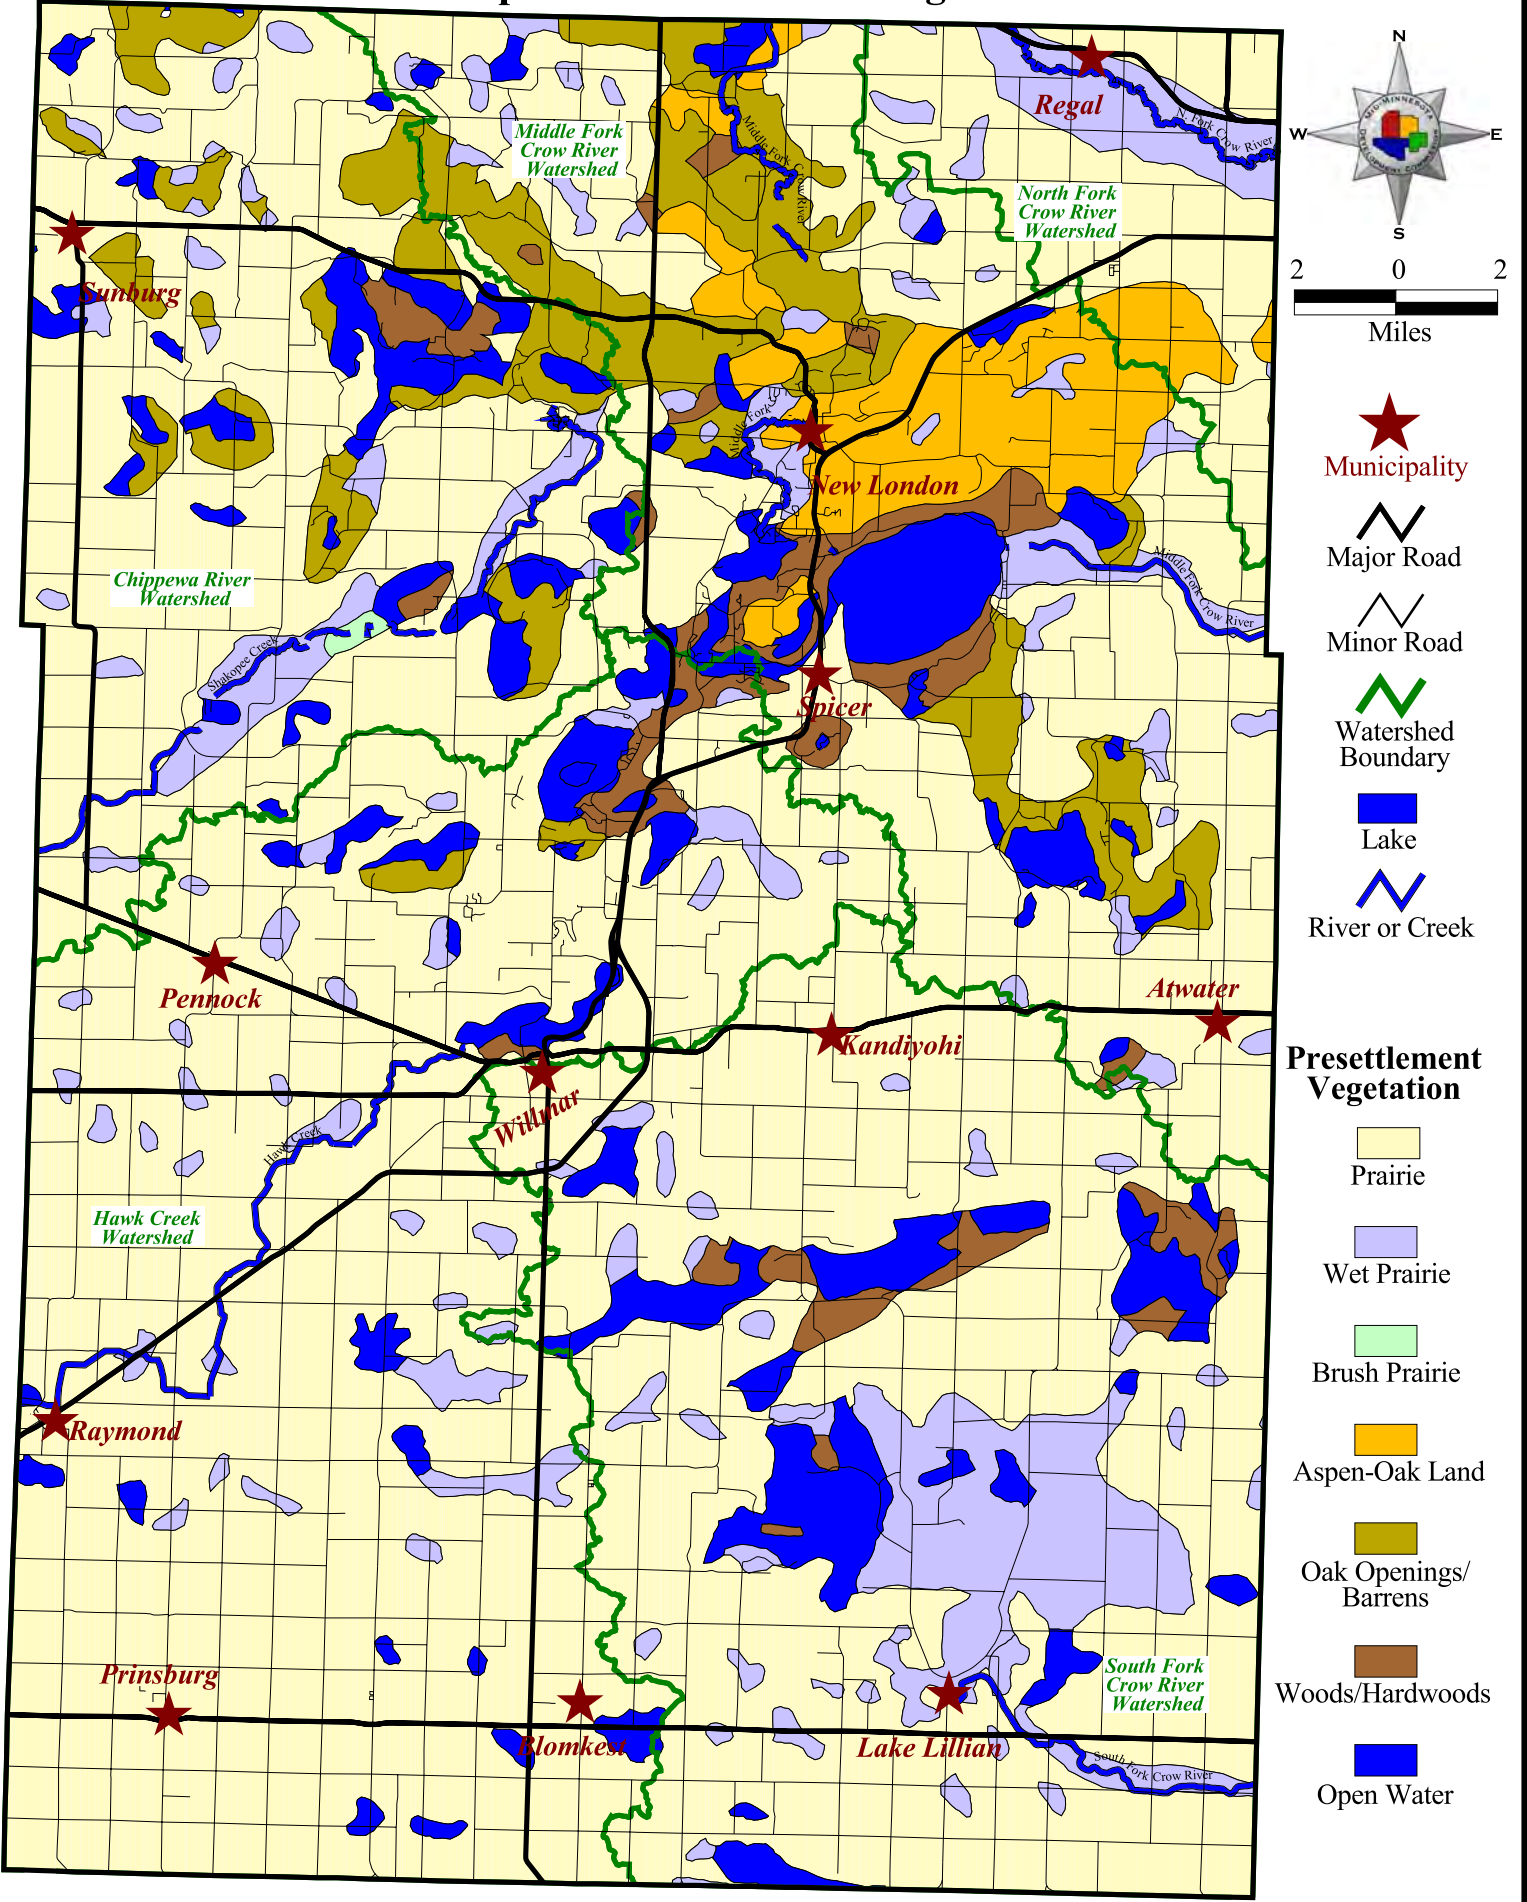 Regal
N. Fork Crow River
Middle Fork
Crow River
Watershed
Middle Fork Crow River
North Fork
Crow River
Watershed
Sunburg
Middle Fork
New London
Chippewa River
Watershed
Middle Fork Crow River
Shakopee Creek
Spicer
Pennock
Atwater
Kandiyohi
Willmar
Hawk Creek
Hawk Creek
Watershed
Raymond
Prinsburg
Blomkest
Lake Lillian
South Fork
Crow River
Watershed
South Fork Crow River
N
W
E
S
2 0 2
Miles
Municipality
Major Road
Minor Road
Watershed
Boundary
Lake
River or Creek
Presettlement
Vegetation
Prairie
Wet Prairie
Brush Prairie
Aspen-Oak Land
Oak Openings/
Barrens
Woods/Hardwoods
Open Water